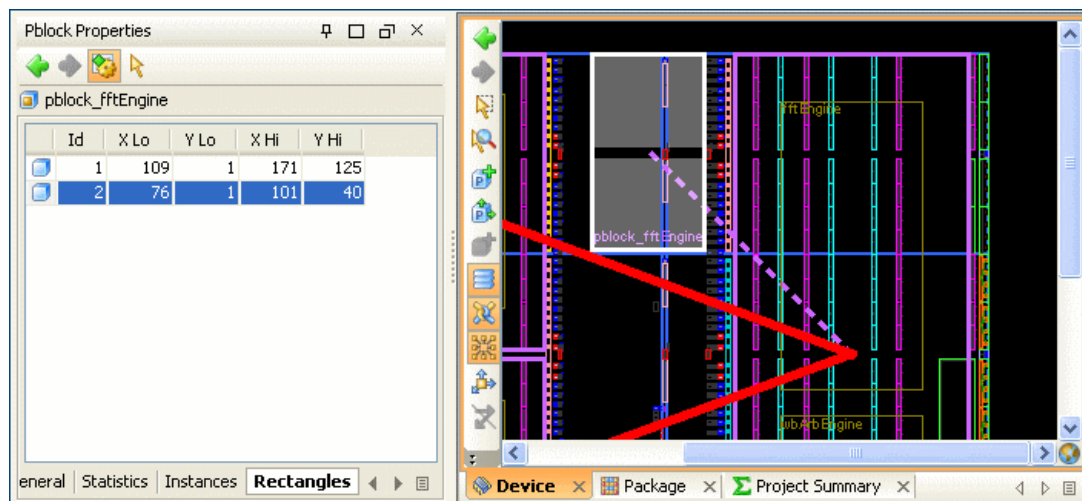 Pblock Properties
pblock_fftEngine
Id X Lo Y Lo X Hi Y Hi
1 109 1 171 125
2 76 1 101 40
eneral Statistics Instances Rectangles
fftEngine
pblock_fftEngine
wbArbEngine
Device Package Project Summary